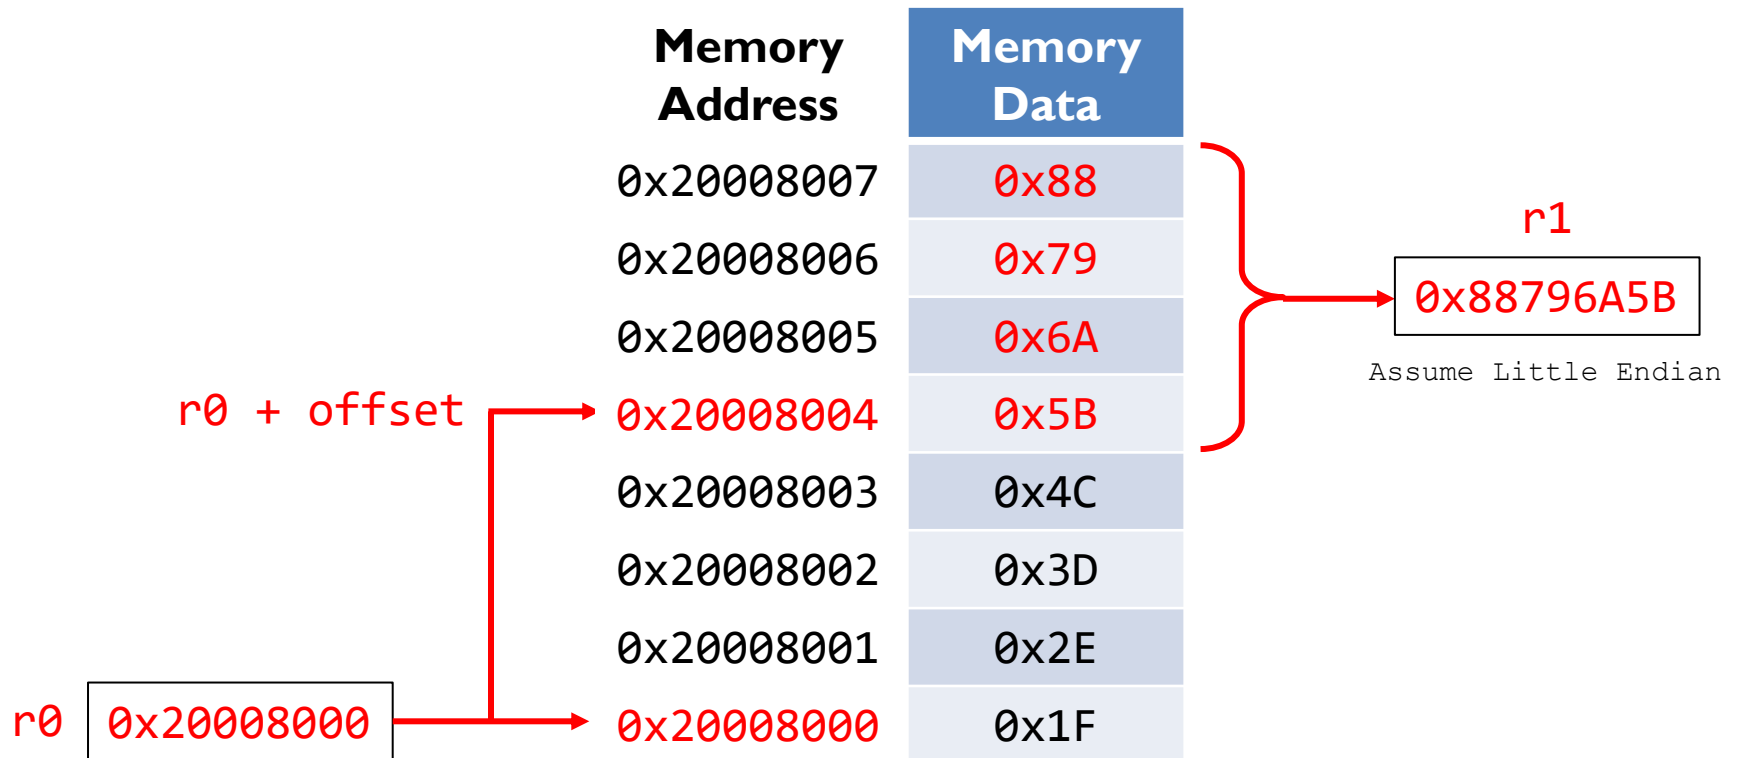 Memory Address
Memory Data
0x20008007 0x88
r1
0x20008006 0x79
0x88796A5B
0x20008005 0x6A
Assume Little Endian
r0 + offset 0x20008004 0x5B
0x20008003 0x4C
0x20008002 0x3D
0x20008001 0x2E
r0 0x20008000 0x20008000 0x1F